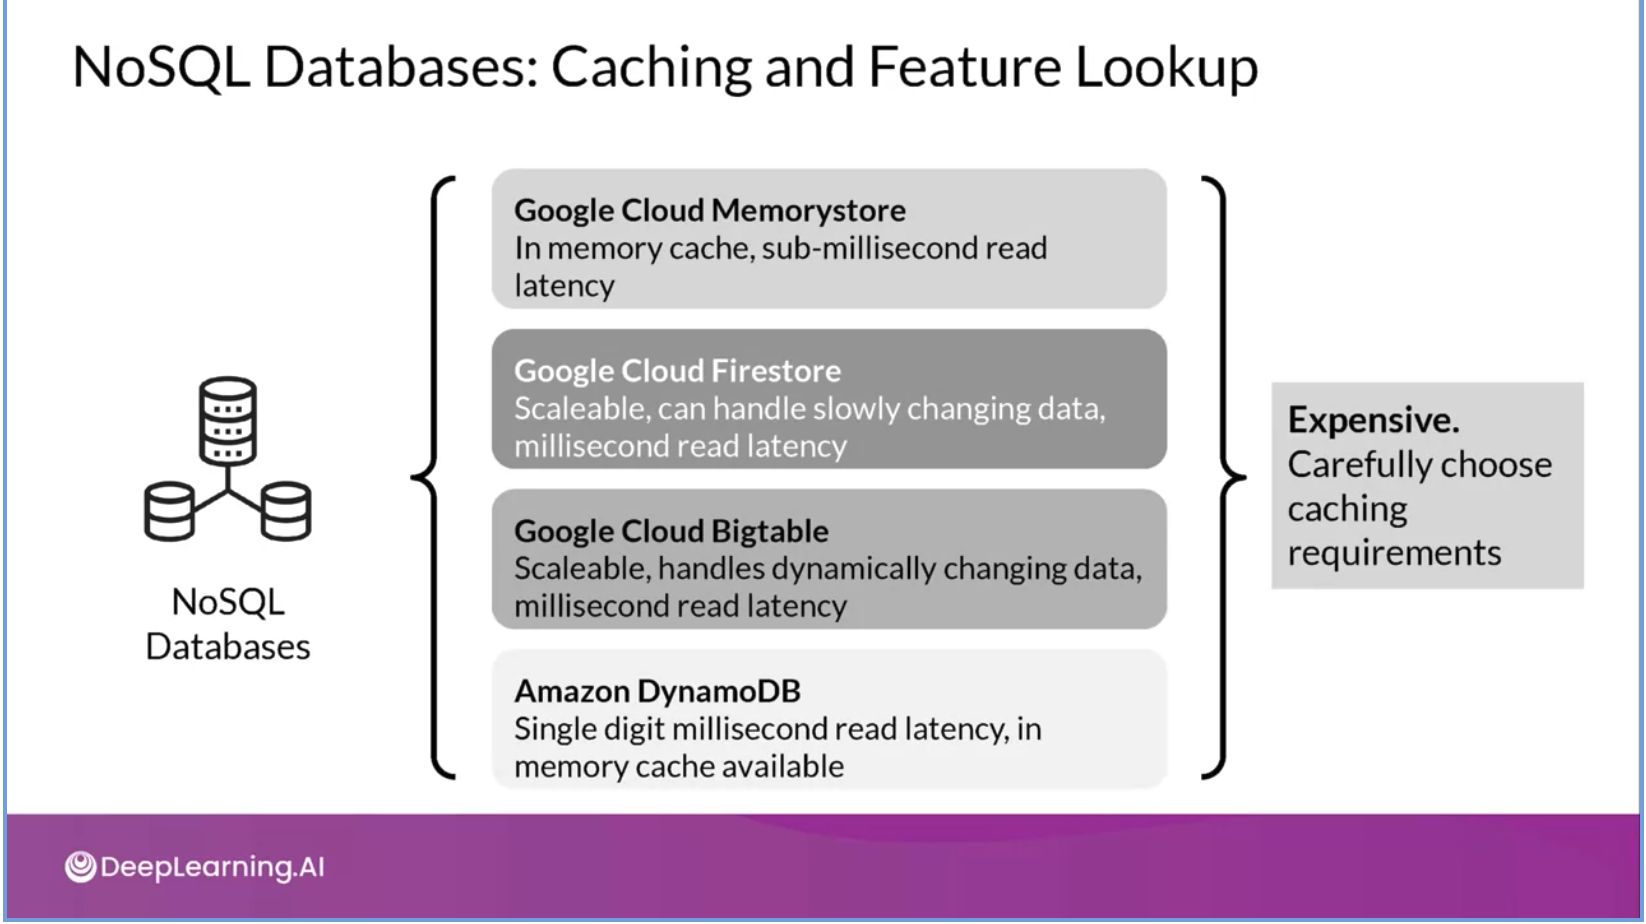 NoSQL Databases: Caching and Feature Lookup
NoSQL
Databases
Google Cloud Memorystore
In memory cache, sub-millisecond read
latency
Google Cloud Firestore
Scaleable, can handle slowly changing data,
millisecond read latency
Google Cloud Bigtable
Scaleable, handles dynamically changing data,
millisecond read latency
Amazon DynamoDB
Single digit millisecond read latency, in
memory cache available
Expensive.
Carefully choose
caching
requirements
DeepLearning.AI